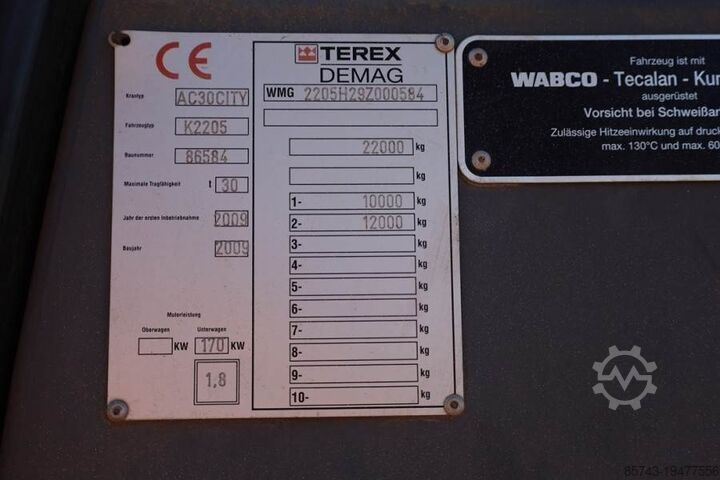 CE
Krantyp AC30CITY
Fahrzeugtyp K2205
Baunummer 86584
Maximale Tragfähigkeit t 30
Jahr der ersten Inbetriebnahme 2009
Baujahr 2009
Motorleistung
Oberwagen Unterwagen
KW 170 KW
1,8
TEREX
DEMAG
WMG 2205H29Z000584
22000 kg
kg
1- 10000 kg
2- 12000 kg
3- kg
4- kg
5- kg
6- kg
7- kg
8- kg
9- kg
10- kg
Fahrzeug ist mit
WABCO - Tecalan - Kun
ausgerüstet
Vorsicht bei Schweißar
Zulässige Hitzeeinwirkung auf druck
max. 130°C und max. 60
85743-19477556